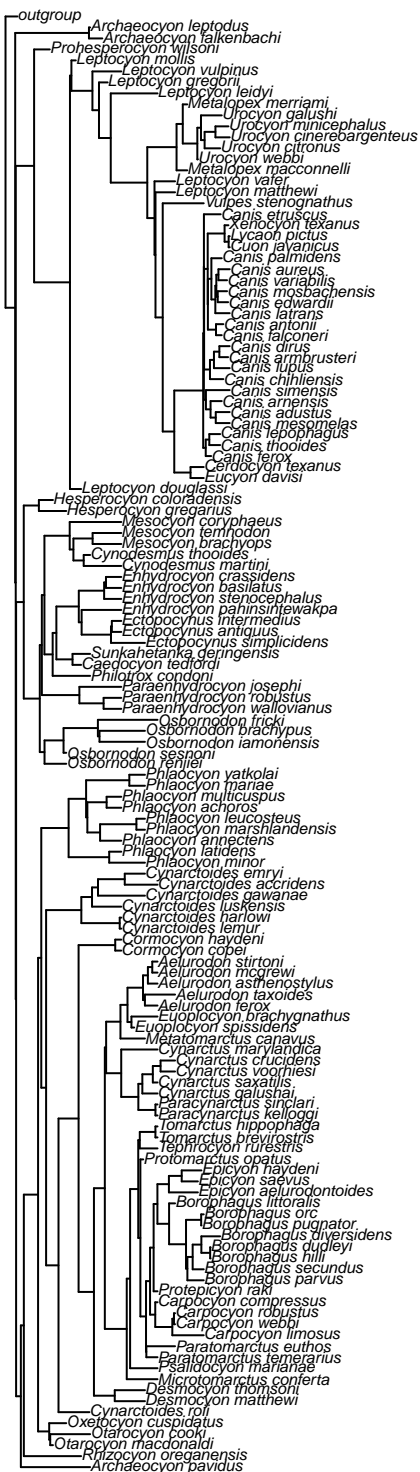 outgroup
Archaeocyon leptodus
Archaeocyon falkenbachi
Prohesperocyon wilsoni
Leptocyon mollis
Leptocyon vulpinus
Leptocyon gregorii
Leptocyon leidyi
Metalopex merriami
Urocyon galushi
Urocyon minicephalus
Urocyon cinereoargenteus
Urocyon citronus
Urocyon webbi
Metalopex macconnelli
Leptocyon vafer
Leptocyon matthewi
Vulpes stenognathus
Canis etruscus
Xenocyon texanus
Lycaon pictus
Cuon javanicus
Canis palmidens
Canis aureus
Canis variabilis
Canis mosbachensis
Canis edwardii
Canis latrans
Canis antonii
Canis falconeri
Canis dirus
Canis armbrusteri
Canis lupus
Canis chihliensis
Canis simensis
Canis arnensis
Canis adustus
Canis mesomelas
Canis lepophagus
Canis thooides
Canis ferox
Cerdocyon texanus
Eucyon davisi
Leptocyon douglassi
Hesperocyon coloradensis
Hesperocyon gregarius
Mesocyon coryphaeus
Mesocyon temnodon
Mesocyon brachyops
Cynodesmus thooides
Cynodesmus martini
Enhydrocyon crassidens
Enhydrocyon basilatus
Enhydrocyon stenocephalus
Enhydrocyon pahinsintewakpa
Ectopocynus intermedius
Ectopocynus antiquus
Ectopocynus simplicidens
Sunkahetanka geringensis
Caedocyon tedfordi
Philotrox condoni
Paraenhydrocyon josephi
Paraenhydrocyon robustus
Paraenhydrocyon wallovianus
Osbornodon fricki
Osbornodon brachypus
Osbornodon iamonensis
Osbornodon sesnoni
Osbornodon renjiei
Phlaocyon yatkolai
Phlaocyon mariae
Phlaocyon multicuspus
Phlaocyon achoros
Phlaocyon leucosteus
Phlaocyon marshlandensis
Phlaocyon annectens
Phlaocyon latidens
Phlaocyon minor
Cynarctoides emryi
Cynarctoides accridens
Cynarctoides gawanae
Cynarctoides luskensis
Cynarctoides harlowi
Cynarctoides lemur
Cormocyon haydeni
Cormocyon copei
Aelurodon stirtoni
Aelurodon mcgrewi
Aelurodon asthenostylus
Aelurodon taxoides
Aelurodon ferox
Euoplocyon brachygnathus
Euoplocyon spissidens
Metatomarctus canavus
Cynarctus marylandica
Cynarctus crucidens
Cynarctus voorhiesi
Cynarctus saxatilis
Cynarctus galushai
Paracynarctus sinclari
Paracynarctus kelloggi
Tomarctus hippophaga
Tomarctus brevirostris
Tephrocyon rurestris
Protomarctus opatus
Epicyon haydeni
Epicyon saevus
Epicyon aelurodontoides
Borophagus littoralis
Borophagus orc
Borophagus pugnator
Borophagus diversidens
Borophagus dudleyi
Borophagus hilli
Borophagus secundus
Borophagus parvus
Protepicyon raki
Carpocyon compressus
Carpocyon robustus
Carpocyon webbi
Carpocyon limosus
Paratomarctus euthos
Paratomarctus temerarius
Psalidocyon marianae
Microtomarctus conferta
Desmocyon thomsoni
Desmocyon matthewi
Cynarctoides roii
Oxetocyon cuspidatus
Otarocyon cooki
Otarocyon macdonaldi
Rhizocyon oreganensis
Archaeocyon pavidus